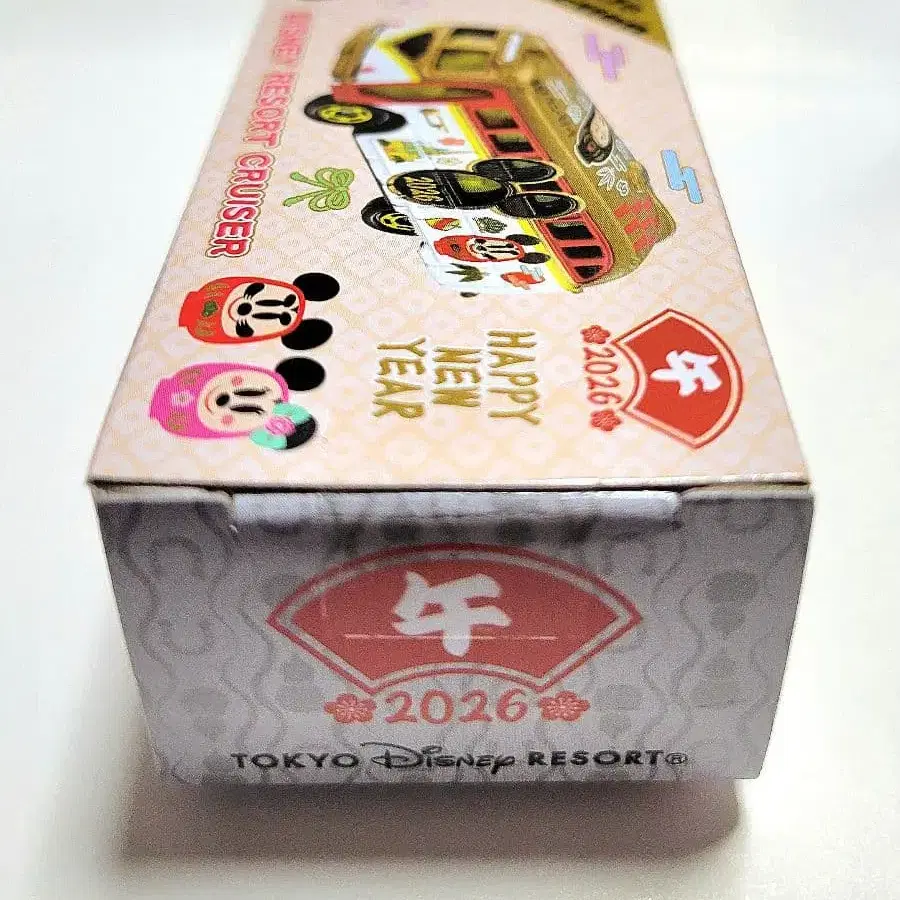 DISNEY RESORT CRUISER
2026
HAPPY
NEW
YEAR
午
2026
午
2026
TOKYO Disney RESORT®